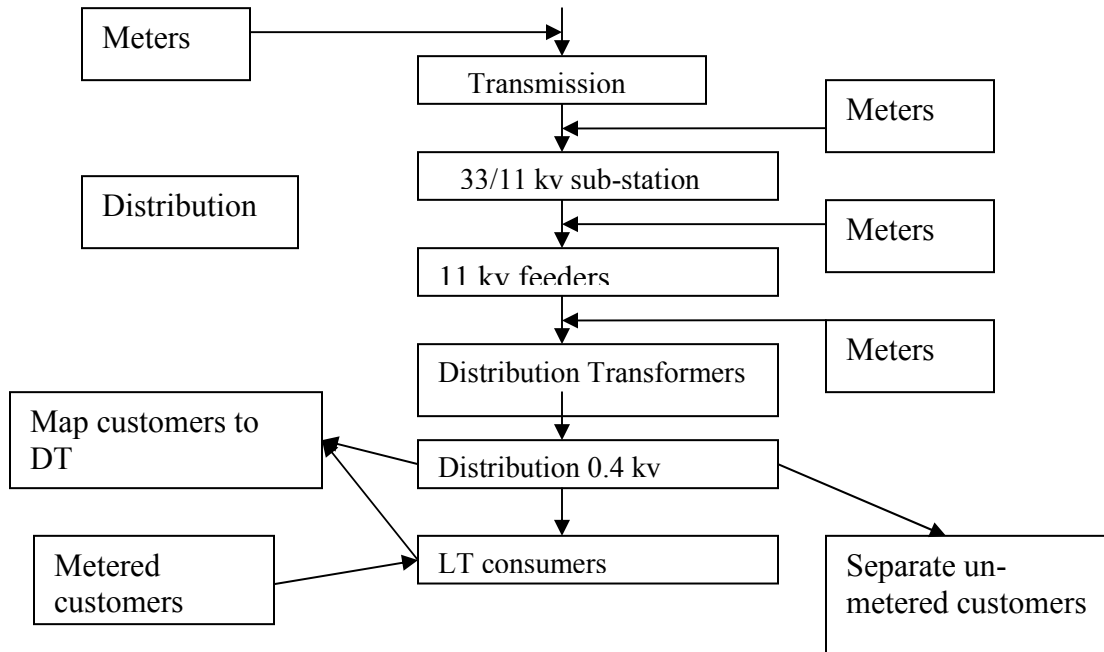 Meters
Transmission
Meters
33/11 kv sub-station
Distribution
Meters
11 kv feeders
Meters
Distribution Transformers
Map customers to
DT
Distribution 0.4 kv
LT consumers
Metered
customers
Separate un-
metered customers